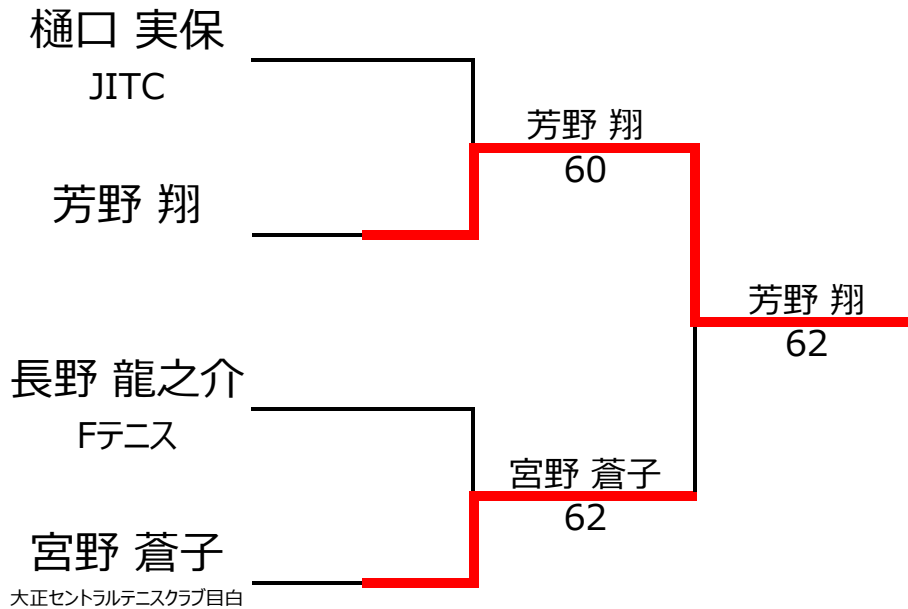 樋口 実保
JITC
芳野 翔
60
芳野 翔
芳野 翔
62
長野 龍之介
Fテニス
宮野 蒼子
62
宮野 蒼子
大正セントラルテニスクラブ目白